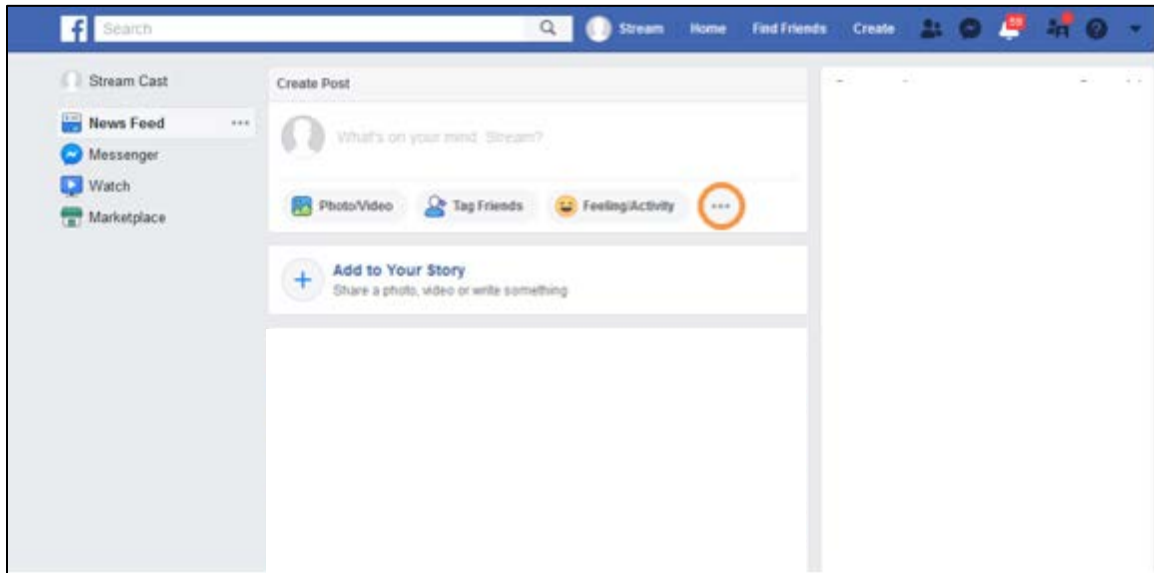 f
Search
Stream
Home
Find Friends
Create
59
Stream Cast
News Feed
Messenger
Watch
Marketplace
Create Post
What's on your mind, Stream?
Photo/Video
Tag Friends
Feeling/Activity
Add to Your Story
Share a photo, video or write something